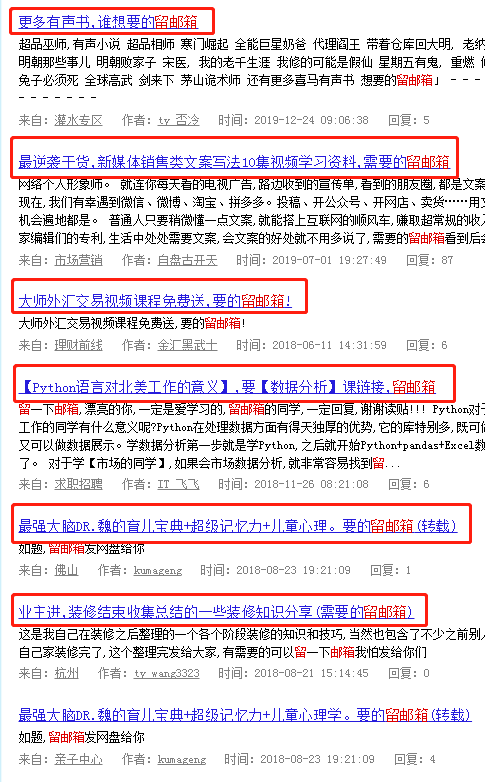 更多有声书,谁想要的留邮箱
超品巫师,有声小说 超品相师 寒门崛起 全能巨星奶爸 代理阎王 带着仓库回大明, 老纳
明朝那些事儿 明朝败家子 宋医, 我的老千生涯 我修的可能是假仙 星期五有鬼, 重燃 修
兔子必须死 全球高武 剑来下 茅山诡术师 还有更多喜马有声书 想要的留邮箱」 - - - -
- - - - - - - - - - -
来自: 灌水专区 作者: ty_否冷 时间: 2019-12-24 09:06:38 回复: 5
最逆袭干货,新媒体销售类文案写法10集视频学习资料,需要的留邮箱
网络个人形象师。 就连你每天看的电视广告,路边收到的宣传单,看到的朋友圈,都是文案
现在,我们有幸遇到微信、微博、淘宝、拼多多。投稿、开公众号、开网店、卖货……用文
机会遍地都是。 普通人只要稍微懂一点文案,就能搭上互联网的顺风车,赚取超常规的收入
家编辑们的专利,生活中处处需要文案,会文案的好处就不用多说了,需要的留邮箱看到后会
来自: 市场营销 作者: 自盘古开天 时间: 2019-07-01 19:27:49 回复: 87
大师外汇交易视频课程免费送,要的留邮箱!
大师外汇交易视频课程免费送,要的留邮箱!
来自: 理财前线 作者: 金汇黑武士 时间: 2018-06-11 14:31:59 回复: 6
【Python语言对北美工作的意义】,要【数据分析】课链接,留邮箱
留一下邮箱,漂亮的你,一定是爱学习的,留邮箱的同学,一定回复,谢谢读贴!!! Python对于
工作的同学有什么意义呢?Python在处理数据方面有得天独厚的优势,它的库特别多,既可做
又可以做数据展示。学数据分析第一步就是学Python,之后就开始Python+pandas+Excel数
了。 对于学【市场的同学】,如果会市场数据分析,就非常容易找到留...
来自: 求职招聘 作者: IT_飞飞 时间: 2018-11-26 08:21:08 回复: 6
最强大脑DR.魏的育儿宝典+超级记忆力+儿童心理。要的留邮箱(转载)
如题,留邮箱发网盘给你
来自: 佛山 作者: kumageng 时间: 2018-08-23 19:21:09 回复: 1
业主讲,装修结束收集总结的一些装修知识分享(需要的留邮箱)
这是我自己在装修之后整理的一个各个阶段装修的知识和技巧,当然也包含了不少之前别人
自己家装修完了,这个整理完发给大家,有需要的可以留一下邮箱我怕发给你们
来自: 杭州 作者: ty_wang3323 时间: 2018-08-21 15:14:45 回复: 0
最强大脑DR.魏的育儿宝典+超级记忆力+儿童心理学。要的留邮箱(转载)
如题,留邮箱发网盘给你
来自: 亲子中心 作者: kumageng 时间: 2018-08-23 19:21:09 回复: 4